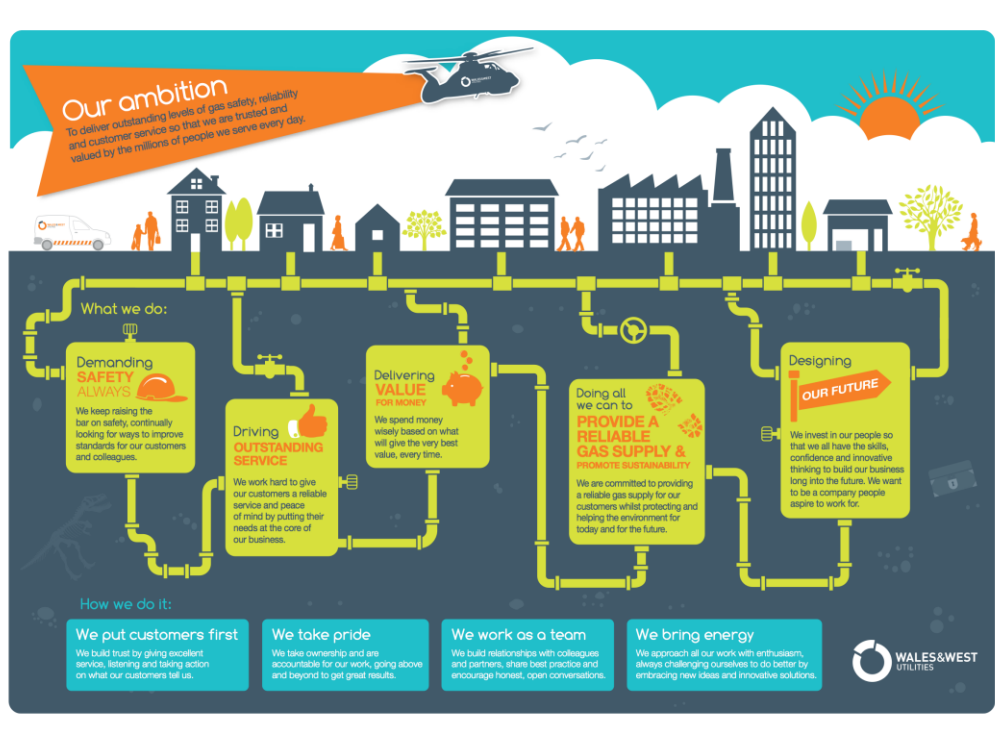 Our ambition
To deliver outstanding levels of gas safety, reliability
and customer service so that we are trusted and
valued by the millions of people we serve every day.
WALES&WEST
What we do:
Demanding
SAFETY
ALWAYS
We keep raising the
bar on safety, continually
looking for ways to improve
standards for our customers
and colleagues.
Driving
OUTSTANDING
SERVICE
We work hard to give
our customers a reliable
service and peace
of mind by putting their
needs at the core of
our business.
Delivering
VALUE
FOR MONEY
We spend money
wisely based on what
will give the very best
value, every time.
Doing all
we can to
PROVIDE A
RELIABLE
GAS SUPPLY &
PROMOTE SUSTAINABILITY
We are committed to providing
a reliable gas supply for our
customers whilst protecting and
helping the environment for
today and for the future.
Designing
OUR FUTURE
We invest in our people so
that we all have the skills,
confidence and innovative
thinking to build our business
long into the future. We want
to be a company people
aspire to work for.
How we do it:
We put customers first
We build trust by giving excellent
service, listening and taking action
on what our customers tell us.
We take pride
We take ownership and are
accountable for our work, going above
and beyond to get great results.
We work as a team
We build relationships with colleagues
and partners, share best practice and
encourage honest, open conversations.
We bring energy
We approach all our work with enthusiasm,
always challenging ourselves to do better by
embracing new ideas and innovative solutions.
WALES&WEST
UTILITIES